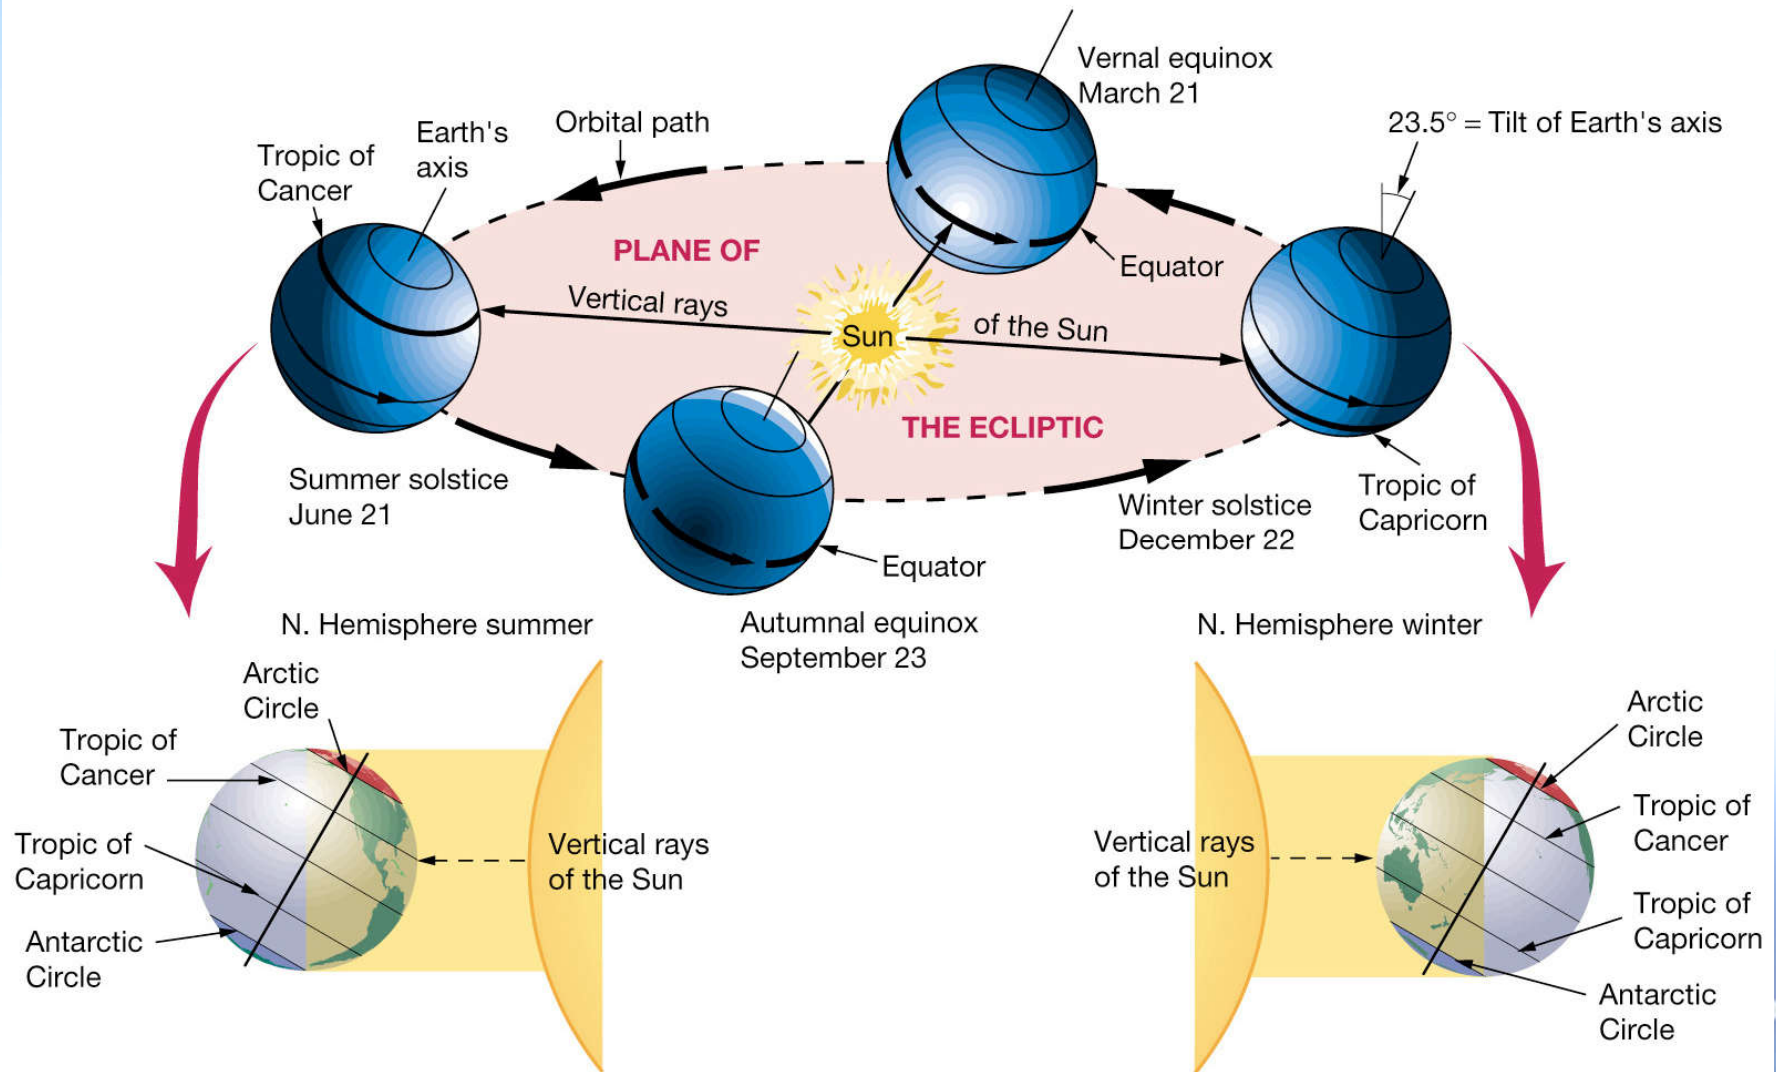 Vernal equinox
March 21
23.5° = Tilt of Earth's axis
Orbital path
Earth's
axis
Tropic of
Cancer
PLANE OF
Equator
Vertical rays
Sun
of the Sun
THE ECLIPTIC
Summer solstice
June 21
Winter solstice
December 22
Tropic of
Capricorn
Equator
Autumnal equinox
September 23
N. Hemisphere summer
Arctic
Circle
Tropic of
Cancer
Tropic of
Capricorn
Antarctic
Circle
Vertical rays
of the Sun
N. Hemisphere winter
Vertical rays
of the Sun
Arctic
Circle
Tropic of
Cancer
Tropic of
Capricorn
Antarctic
Circle